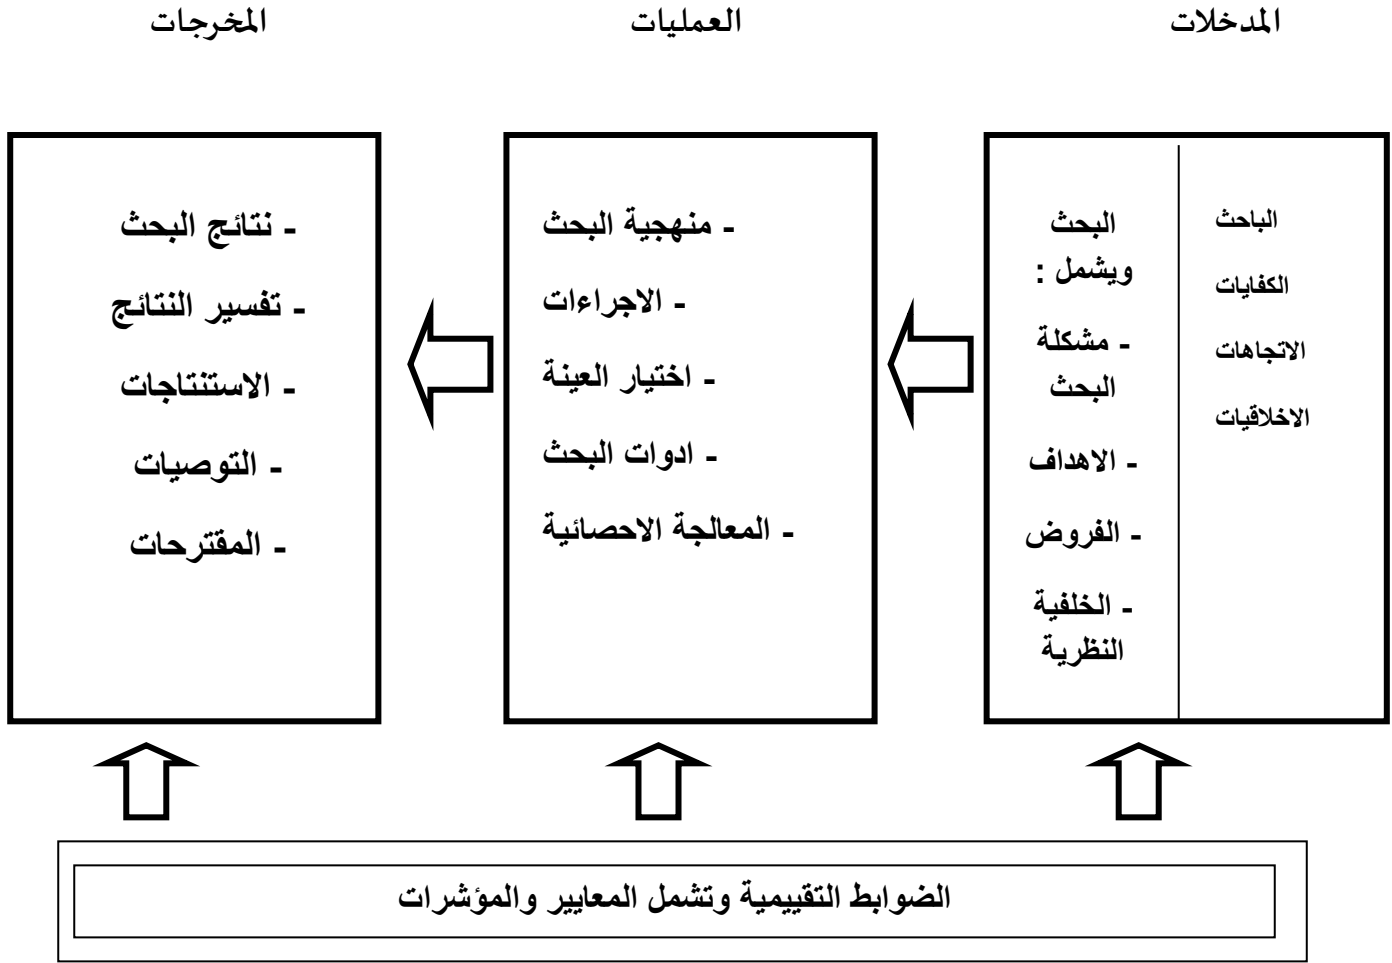 المدخلات
العمليات
المخرجات
الباحث
الكفايات
الاتجاهات
الاخلاقيات
البحث
ويشمل :
- مشكلة
البحث
- الاهداف
- الفروض
- الخلفية
النظرية
- منهجية البحث
- الاجراءات
- اختيار العينة
- ادوات البحث
- المعالجة الاحصائية
- نتائج البحث
- تفسير النتائج
- الاستنتاجات
- التوصيات
- المقترحات
الضوابط التقييمية وتشمل المعايير والمؤشرات